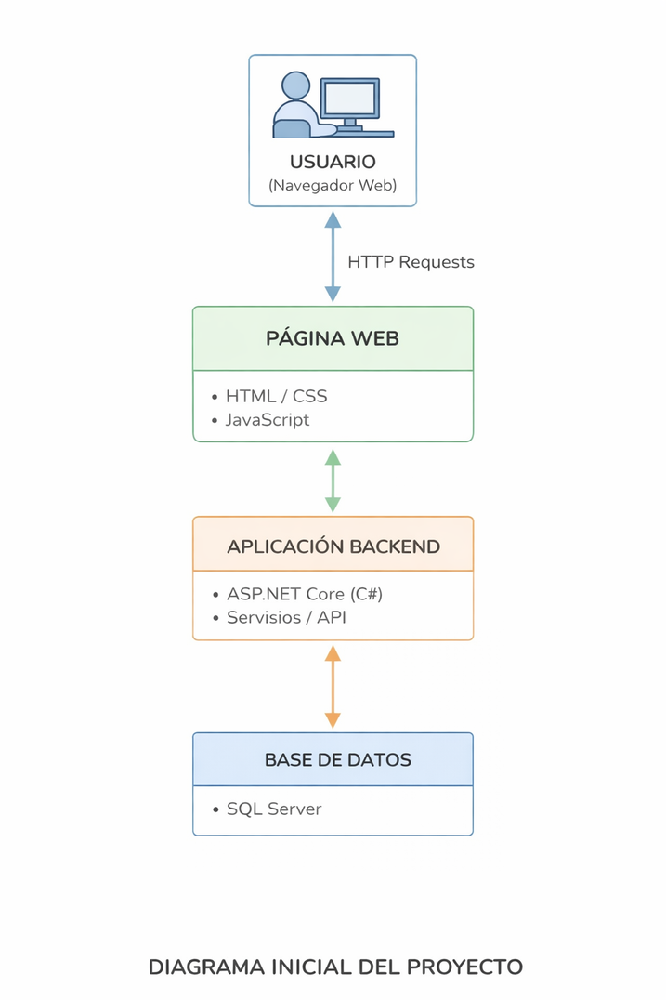 USUARIO
(Navegador Web)
HTTP Requests
PÁGINA WEB
• HTML / CSS
• JavaScript
APLICACIÓN BACKEND
• ASP.NET Core (C#)
• Servisios / API
BASE DE DATOS
• SQL Server
DIAGRAMA INICIAL DEL PROYECTO